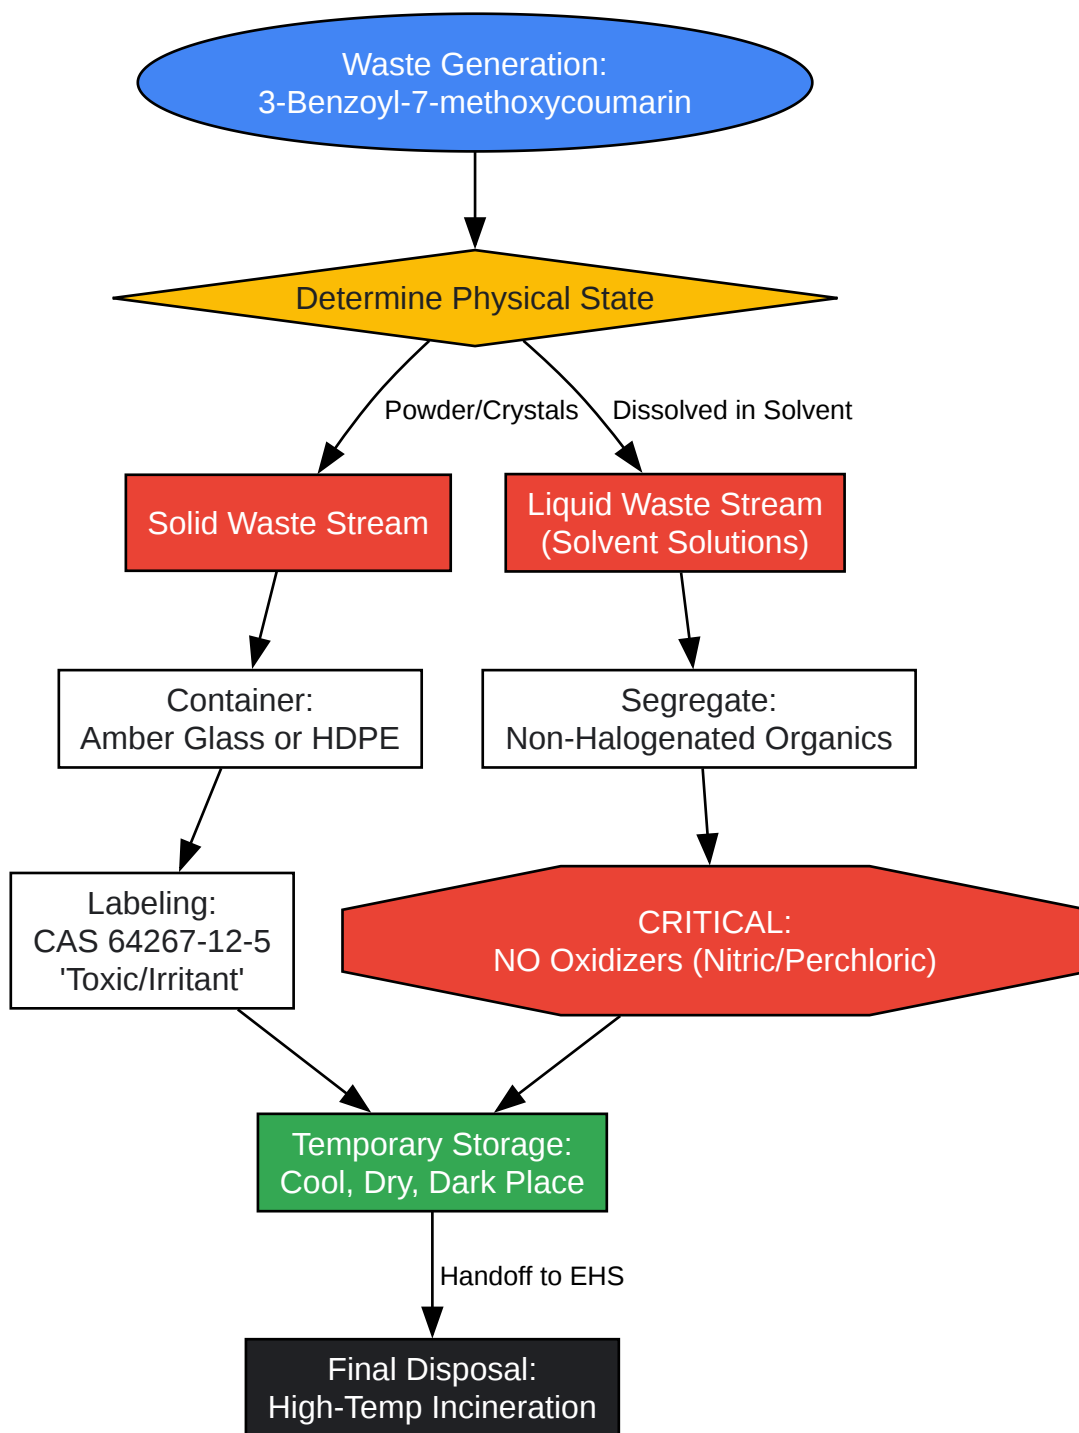 Waste Generation:
3-Benzoyl-7-methoxycoumarin
Determine Physical State
Powder/Crystals
Dissolved in Solvent
Solid Waste Stream
Liquid Waste Stream
(Solvent Solutions)
Container:
Amber Glass or HDPE
Segregate:
Non-Halogenated Organics
Labeling:
CAS 64267-12-5
'Toxic/Irritant'
CRITICAL:
NO Oxidizers (Nitric/Perchloric)
Temporary Storage:
Cool, Dry, Dark Place
Handoff to EHS
Final Disposal:
High-Temp Incineration